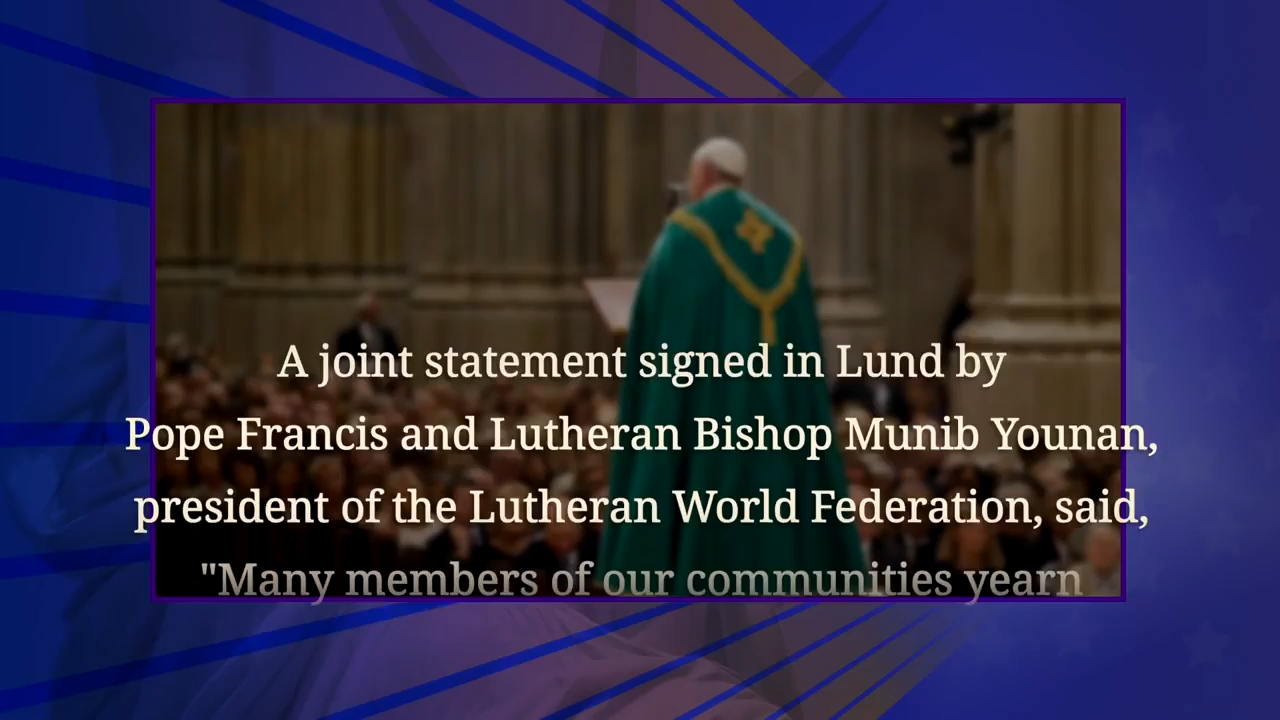 A joint statement signed in Lund by
Pope Francis and Lutheran Bishop Munib Younan,
president of the Lutheran World Federation, said,
"Many members of our communities yearn